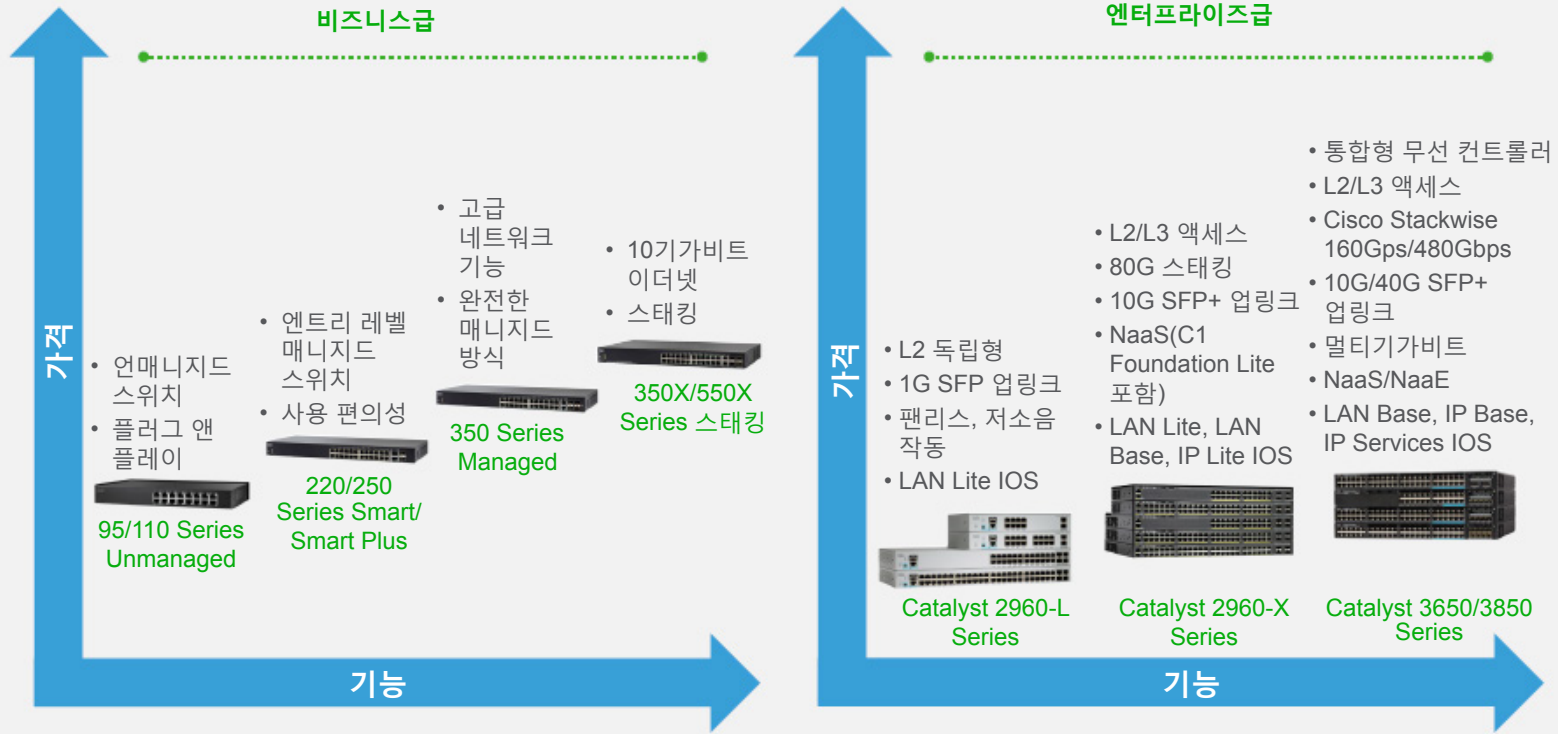 비즈니스급
가격
• 언매니지드
스위치
• 플러그 앤
플레이
95/110 Series
Unmanaged
• 엔트리 레벨
매니지드
스위치
• 사용 편의성
220/250
Series Smart/
Smart Plus
• 고급
네트워크
기능
• 완전한
매니지드
방식
350 Series
Managed
• 10기가비트
이더넷
• 스태킹
350X/550X
Series 스태킹
기능
엔터프라이즈급
가격
• L2 독립형
• 1G SFP 업링크
• 팬리스, 저소음
작동
• LAN Lite IOS
Catalyst 2960-L
Series
• L2/L3 액세스
• 80G 스태킹
• 10G SFP+ 업링크
• NaaS(C1
Foundation Lite
포함)
• LAN Lite, LAN
Base, IP Lite IOS
Catalyst 2960-X
Series
• 통합형 무선 컨트롤러
• L2/L3 액세스
• Cisco Stackwise
160Gps/480Gbps
• 10G/40G SFP+
업링크
• 멀티기가비트
• NaaS/NaaE
• LAN Base, IP Base,
IP Services IOS
Catalyst 3650/3850
Series
기능